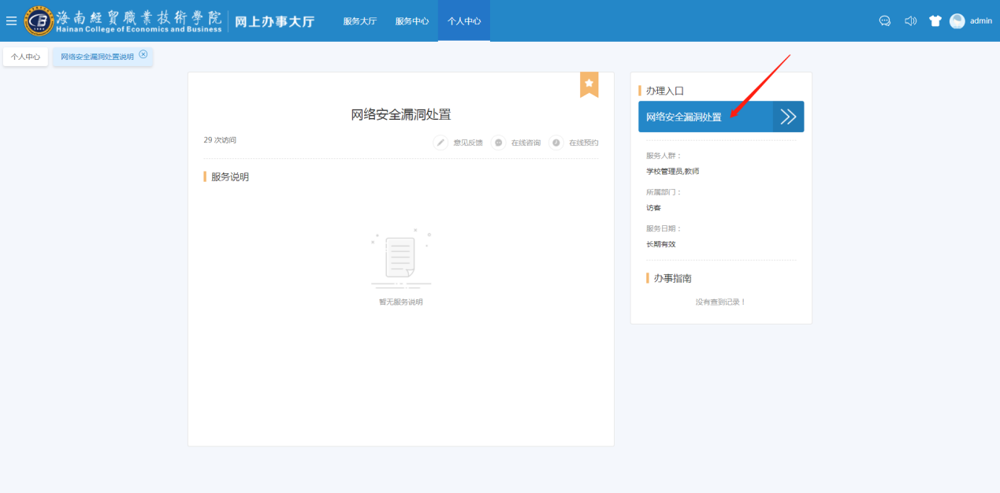 海南經貿職業技術學院
Hainan College of Economics and Business
网上办事大厅
服务大厅
服务中心
个人中心
admin
个人中心
网络安全漏洞处置说明
网络安全漏洞处置
29 次访问
意见反馈
在线咨询
在线预约
服务说明
暂无服务说明
办理入口
网络安全漏洞处置
服务人群：
学校管理员,教师
所属部门：
访客
服务日期：
长期有效
办事指南
没有查到记录！